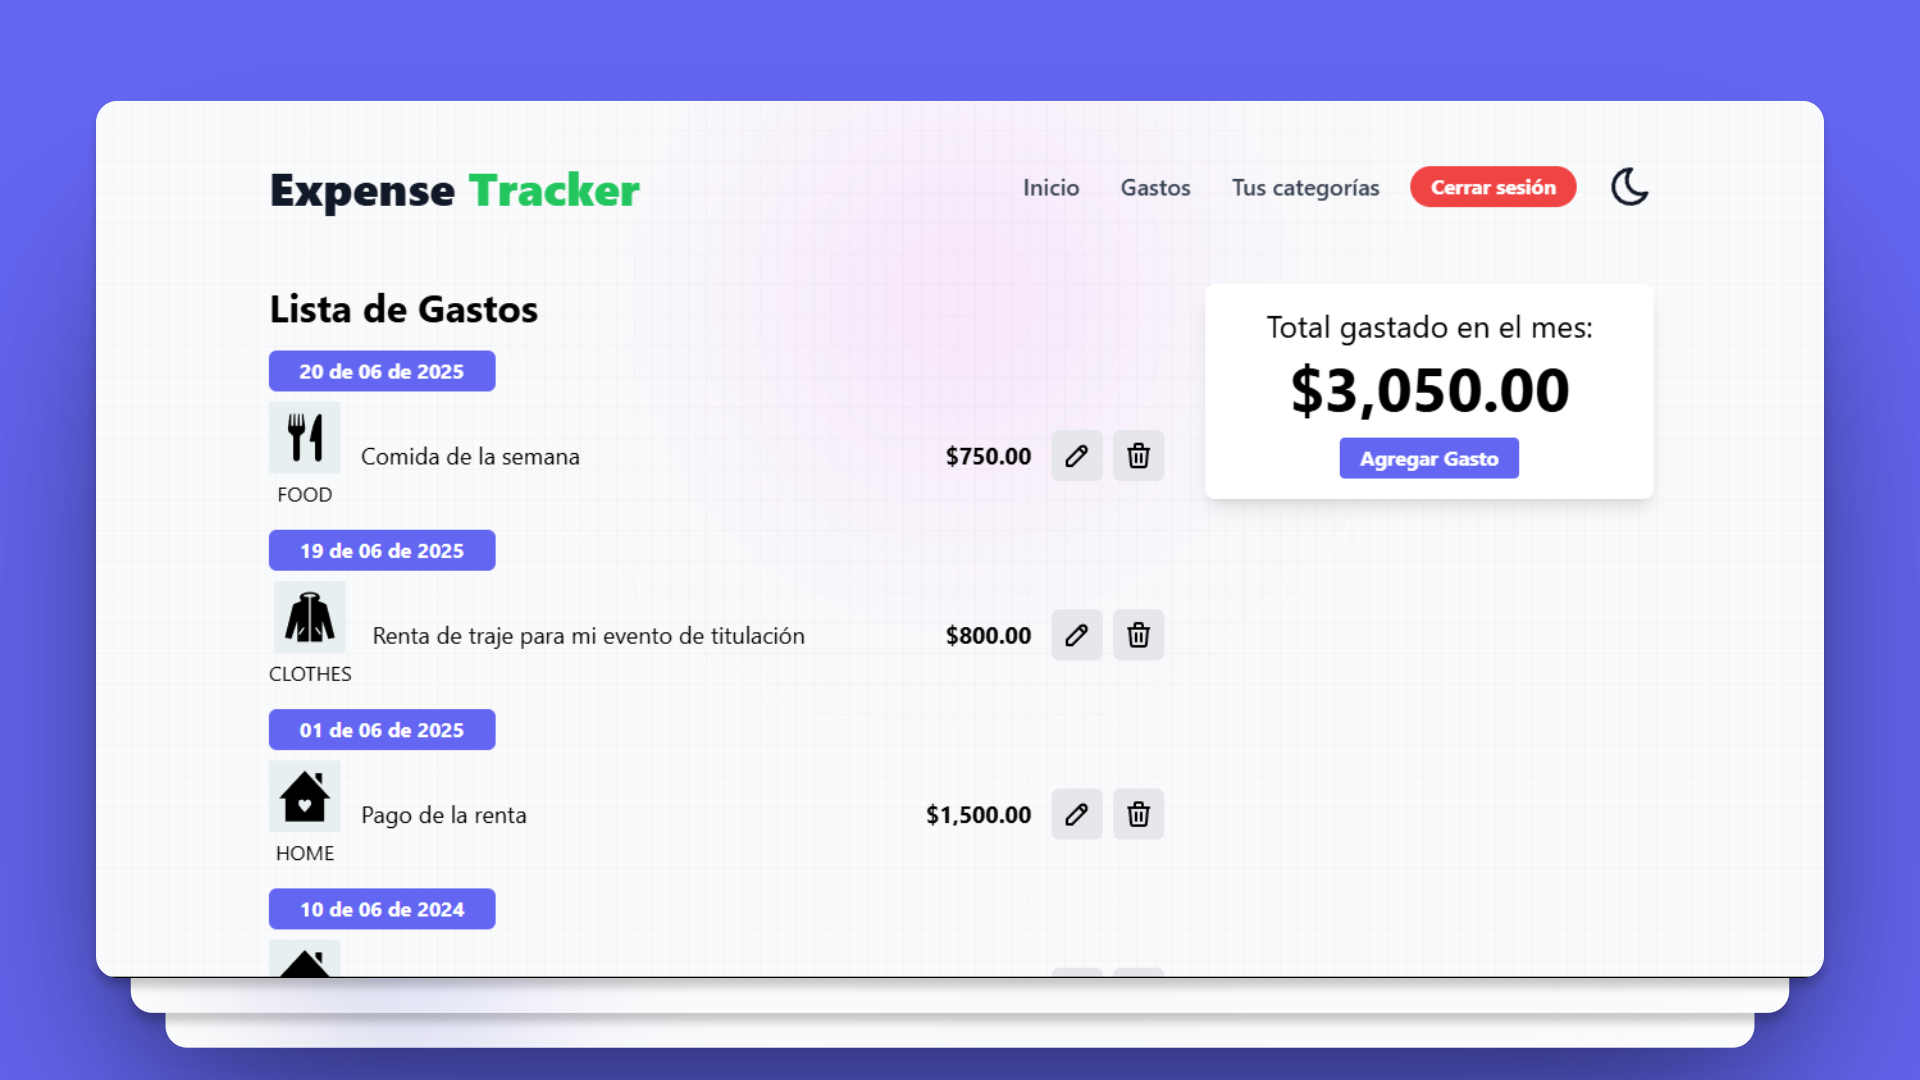 Expense Tracker
Inicio
Gastos
Tus categorías
Cerrar sesión
Lista de Gastos
20 de 06 de 2025
FOOD
Comida de la semana
$750.00
19 de 06 de 2025
CLOTHES
Renta de traje para mi evento de titulación
$800.00
01 de 06 de 2025
HOME
Pago de la renta
$1,500.00
10 de 06 de 2024
Total gastado en el mes:
$3,050.00
Agregar Gasto